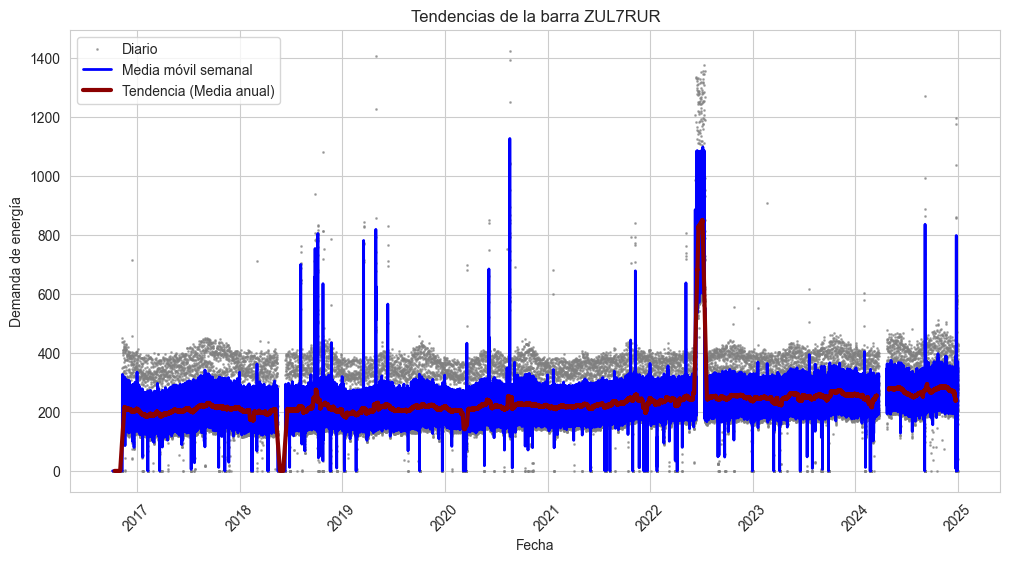 Tendencias de la barra ZUL7RUR
Diario
Media móvil semanal
Tendencia (Media anual)
Demanda de energía
1400
1200
1000
800
600
400
200
0
2017
2018
2019
2020
2021
2022
2023
2024
2025
Fecha